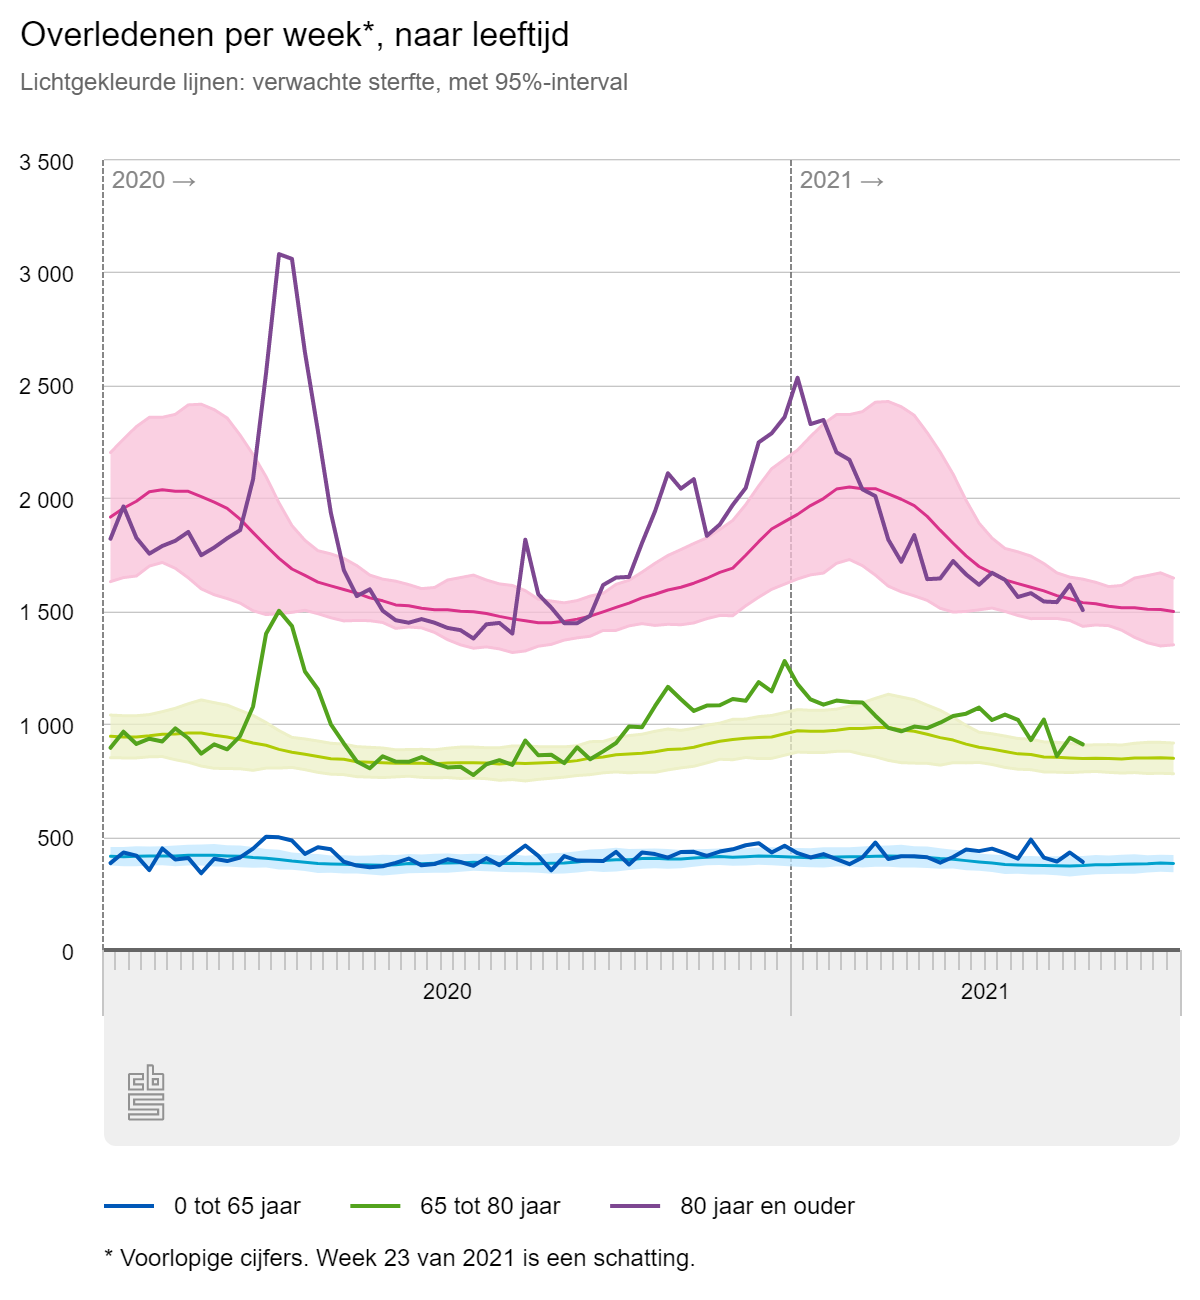 Overledenen per week*, naar leeftijd
Lichtgekleurde lijnen: verwachte sterfte, met 95%-interval
3 500
2020 →
2021 →
3 000
2 500
2 000
1 500
1 000
500
0
2020
2021
cbs
0 tot 65 jaar
65 tot 80 jaar
80 jaar en ouder
* Voorlopige cijfers. Week 23 van 2021 is een schatting.